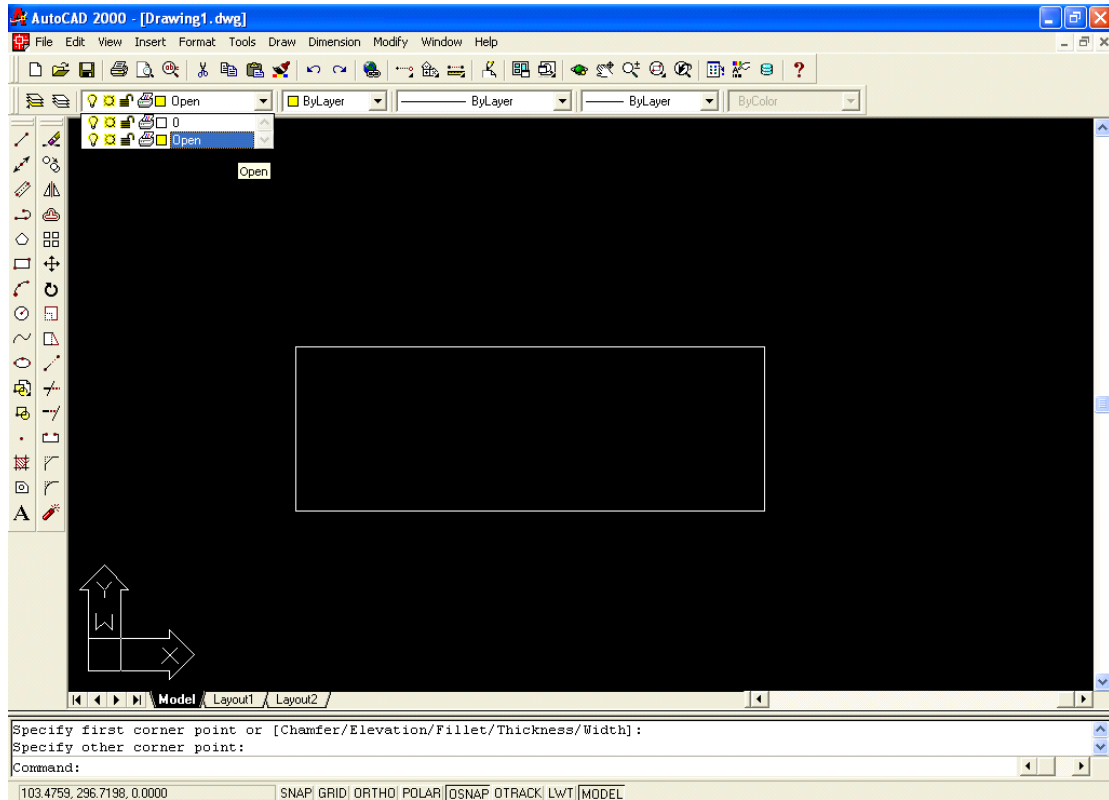 AutoCAD 2000 - [Drawing1.dwg]
File Edit View Insert Format Tools Draw Dimension Modify Window Help
Open ByLayer ByLayer ByLayer ByColor
0
Open
Open
A
Y
W
X
Model Layout1 Layout2
Specify first corner point or [Chamfer/Elevation/Fillet/Thickness/Width]:
Specify other corner point:
Command:
103.4759, 296.7198, 0.0000 SNAP GRID ORTHO POLAR OSNAP OTRACK LWT MODEL